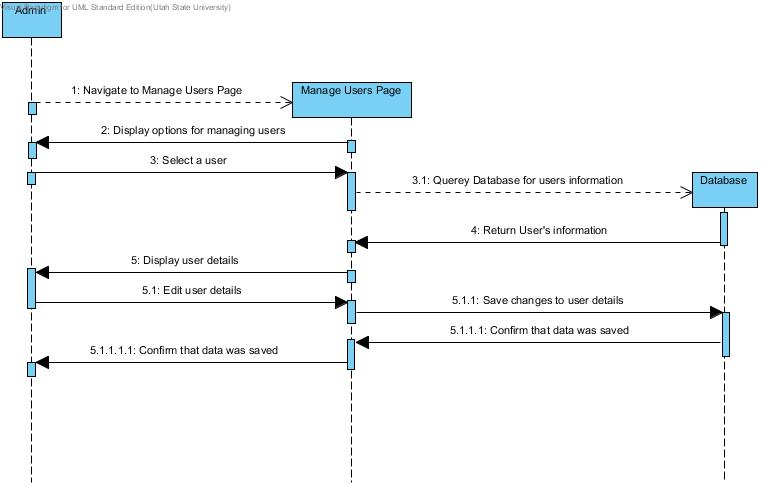 Visual Paradigm for UML Standard Edition(Utah State University)
Admin
1: Navigate to Manage Users Page
Manage Users Page
2: Display options for managing users
3: Select a user
3.1: Querey Database for users information
Database
4: Return User's information
5: Display user details
5.1: Edit user details
5.1.1: Save changes to user details
5.1.1.1: Confirm that data was saved
5.1.1.1.1: Confirm that data was saved